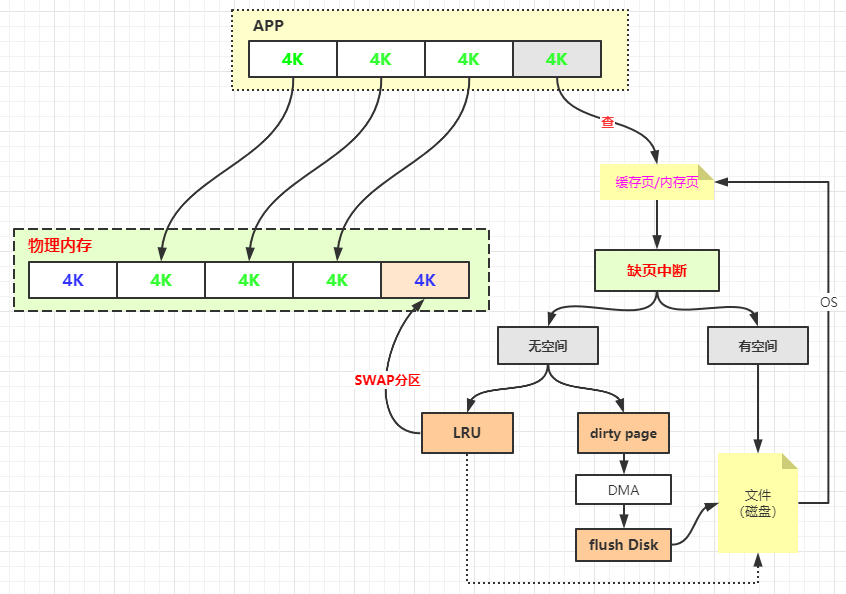 APP
4K 4K 4K 4K
查
缓存页/内存页
物理内存
4K 4K 4K 4K 4K
缺页中断
OS
无空间
有空间
SWAP分区
LRU
dirty page
DMA
文件
（磁盘）
flush Disk